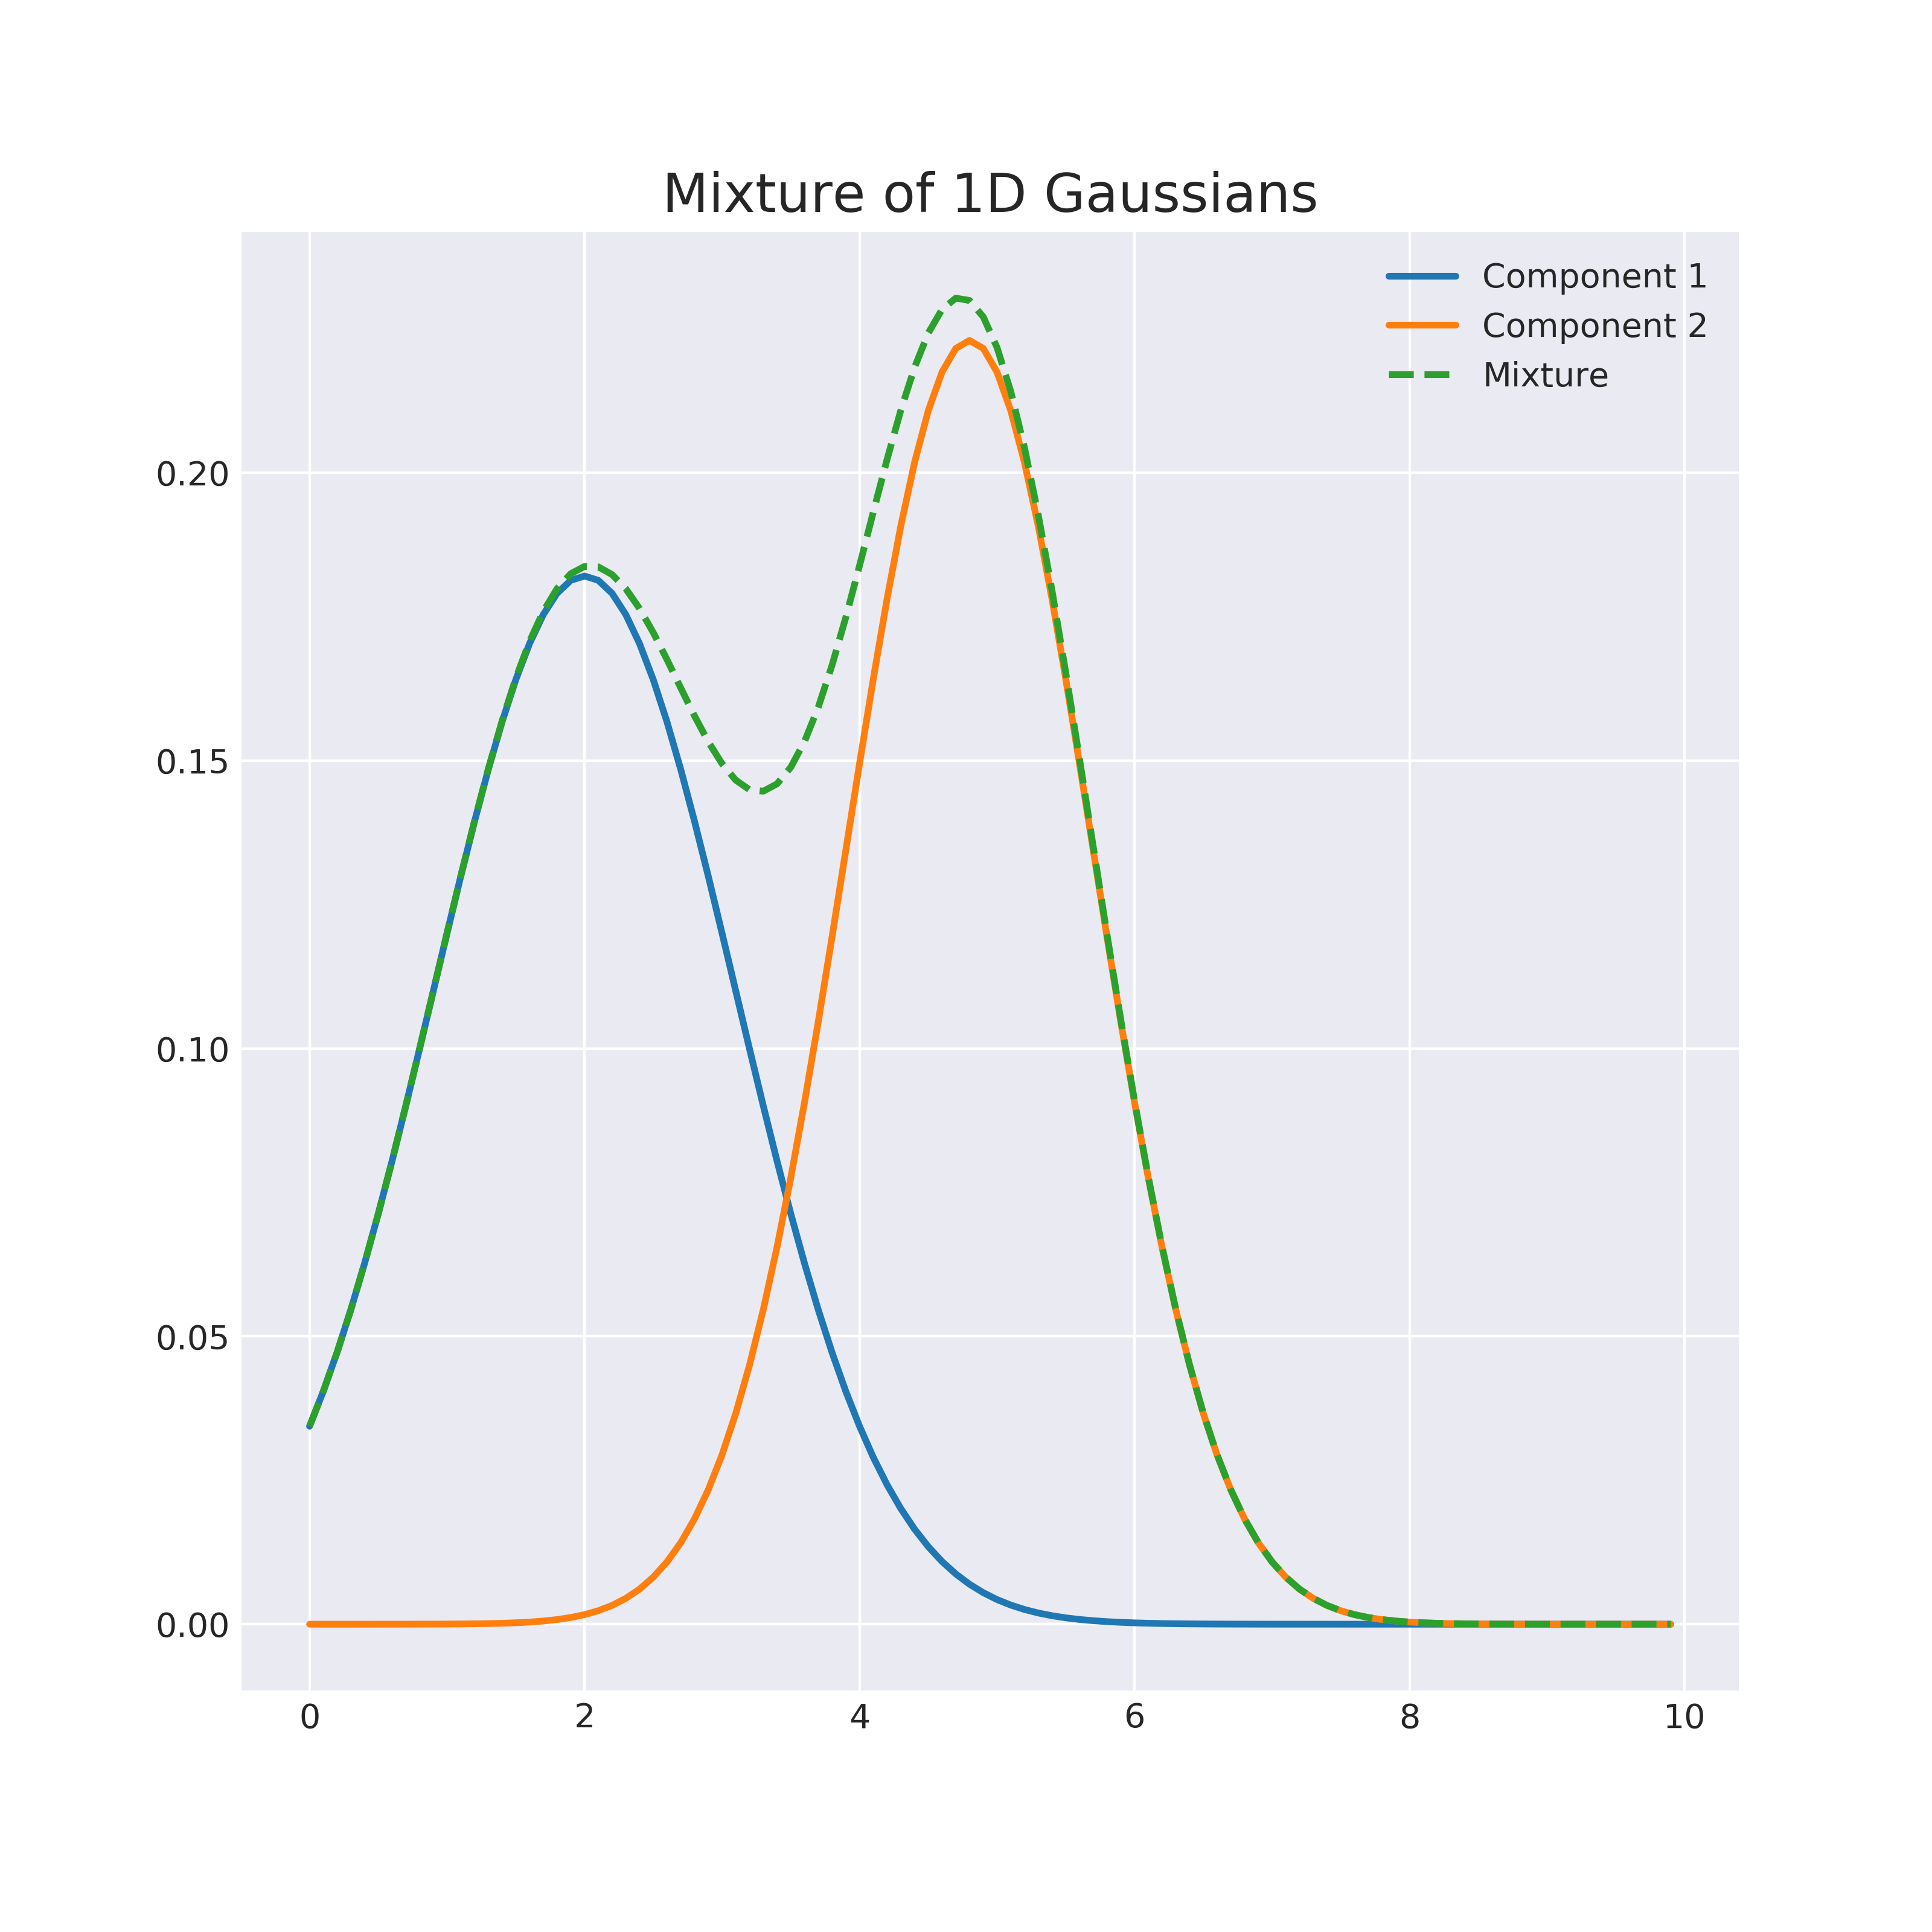 Mixture of 1D Gaussians
Component 1
Component 2
Mixture
0.20
0.15
0.10
0.05
0.00
0 2 4 6 8 10